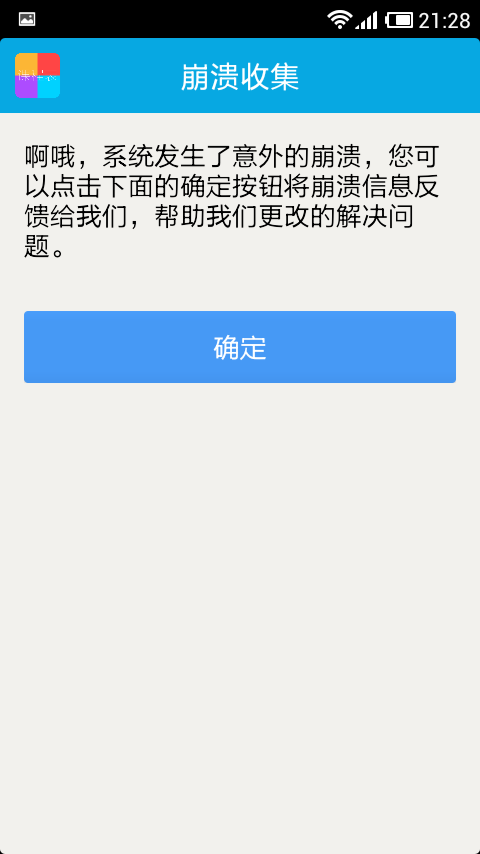 21:28
崩溃收集
啊哦，系统发生了意外的崩溃，您可
以点击下面的确定按钮将崩溃信息反
馈给我们，帮助我们更改的解决问
题。
确定